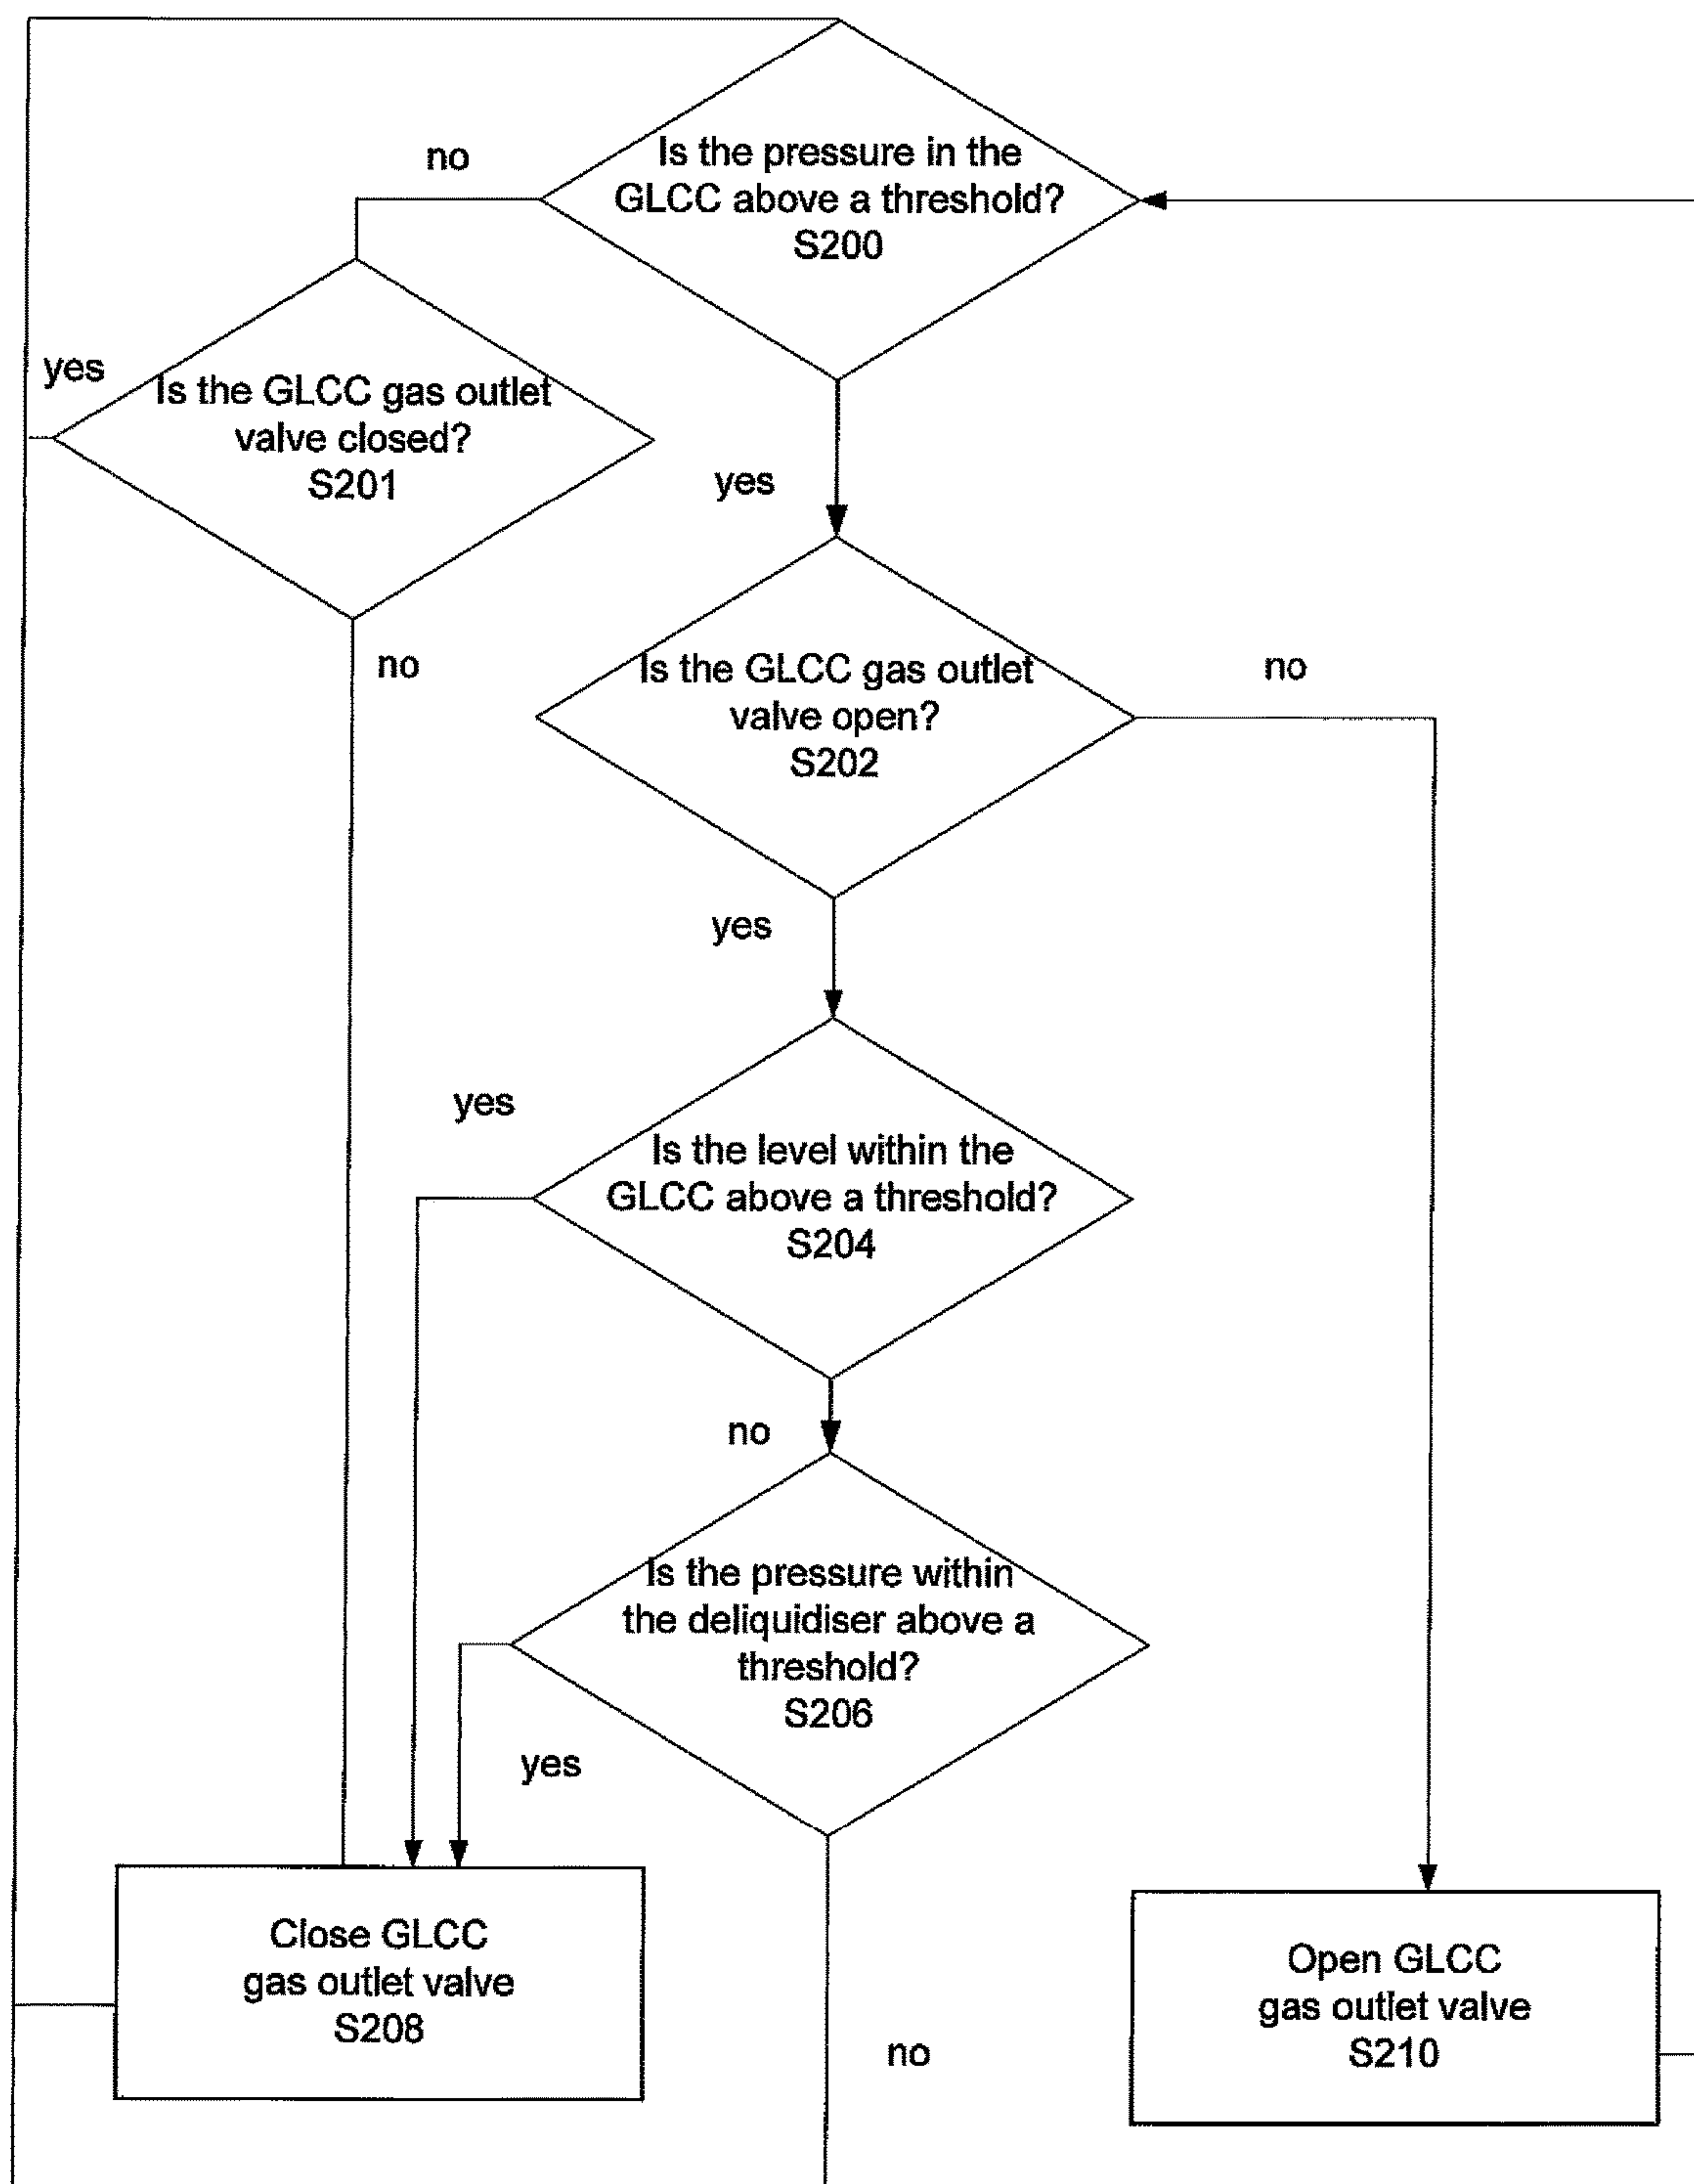 no
Is the pressure in the
GLCC above a threshold?
S200
yes
Is the GLCC gas outlet
valve closed?
S201
yes
no
Is the GLCC gas outlet
valve open?
S202
no
yes
yes
Is the level within the
GLCC above a threshold?
S204
no
Is the pressure within
the deliquidiser above a
threshold?
S206
yes
Close GLCC
gas outlet valve
S208
no
Open GLCC
gas outlet valve
S210